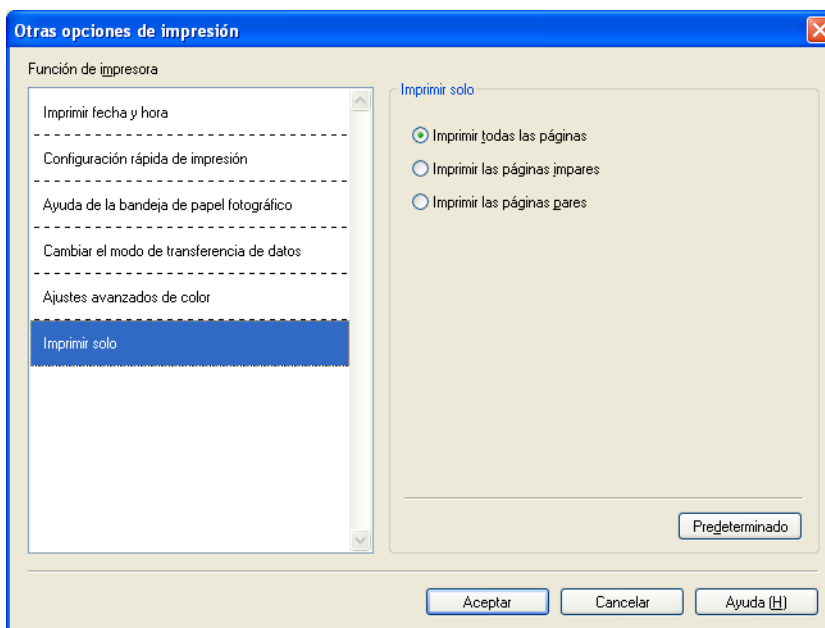 Otras opciones de impresión
Función de impresora
Imprimir fecha y hora
Configuración rápida de impresión
Ayuda de la bandeja de papel fotográfico
Cambiar el modo de transferencia de datos
Ajustes avanzados de color
Imprimir solo
Imprimir solo
Imprimir todas las páginas
Imprimir las páginas impares
Imprimir las páginas pares
Predeterminado
Aceptar
Cancelar
Ayuda (H)